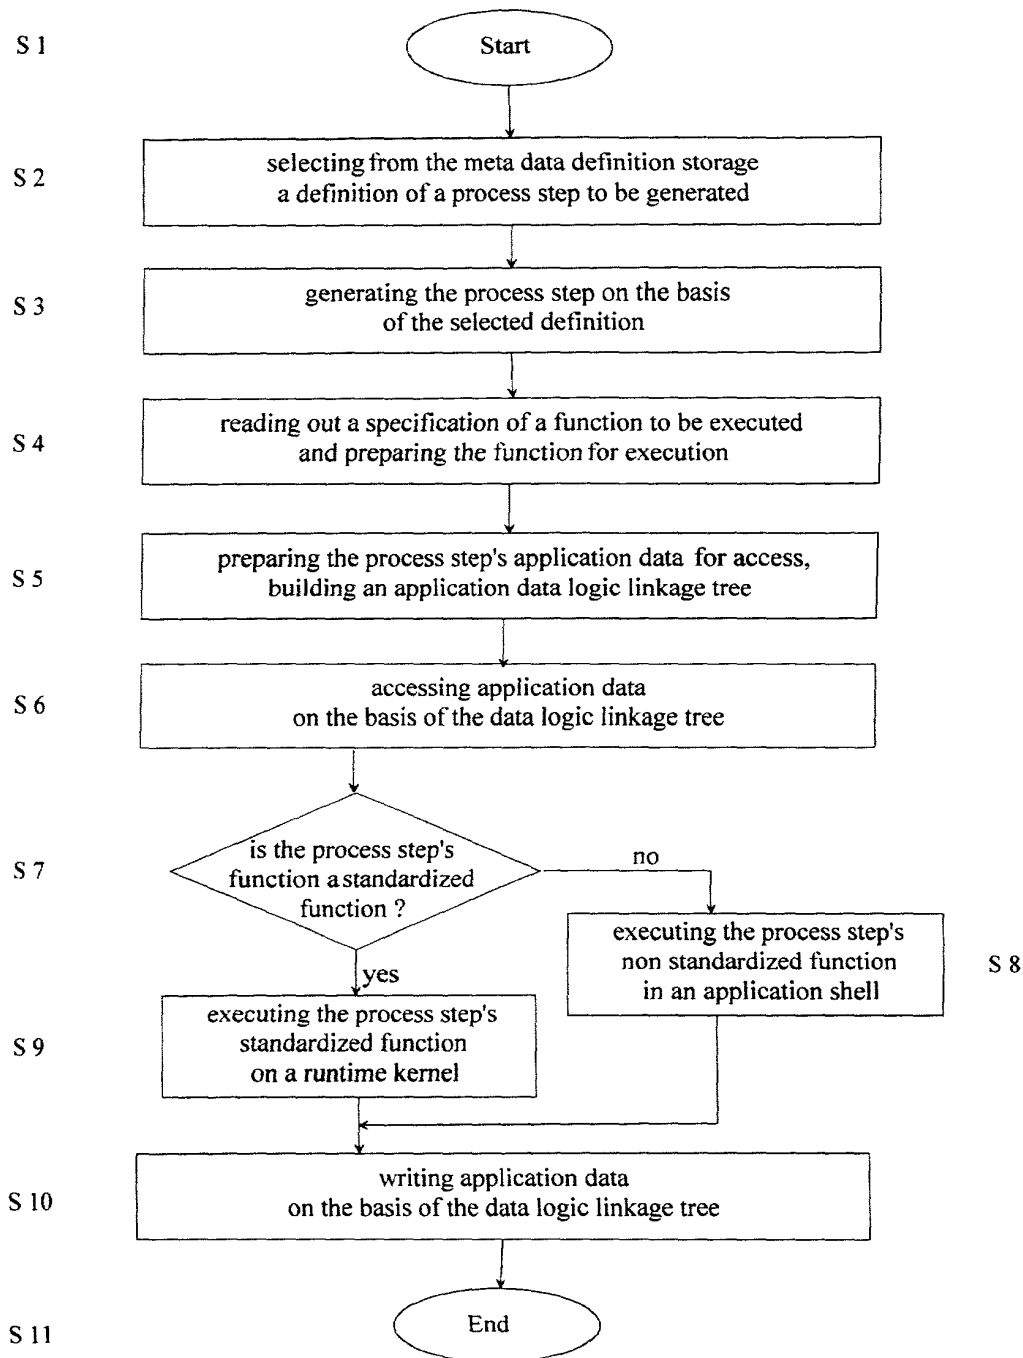 S 1
Start
S 2
selecting from the meta data definition storage
a definition of a process step to be generated
S 3
generating the process step on the basis
of the selected definition
S 4
reading out a specification of a function to be executed
and preparing the function for execution
S 5
preparing the process step's application data for access,
building an application data logic linkage tree
S 6
accessing application data
on the basis of the data logic linkage tree
S 7
is the process step's
function a standardized
function ?
no
executing the process step's
non standardized function
in an application shell
S 8
yes
S 9
executing the process step's
standardized function
on a runtime kernel
S 10
writing application data
on the basis of the data logic linkage tree
End
S 11